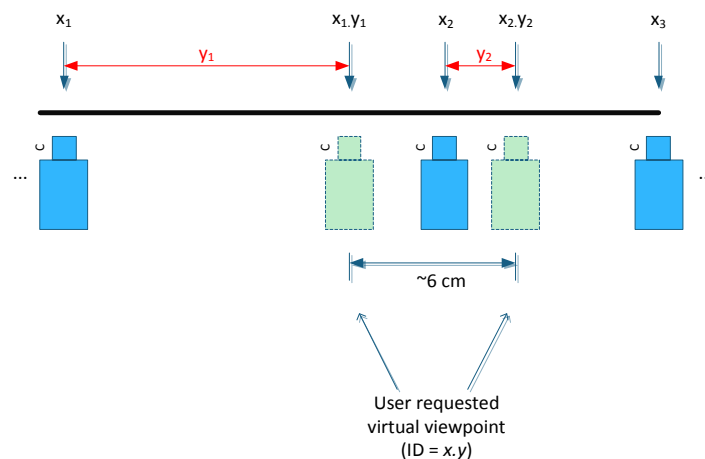 x1 x1.y1 x2 x2.y2 x3
y1 y2
c c c c c
... ..
~6 cm
User requested
virtual viewpoint
(ID = x.y)